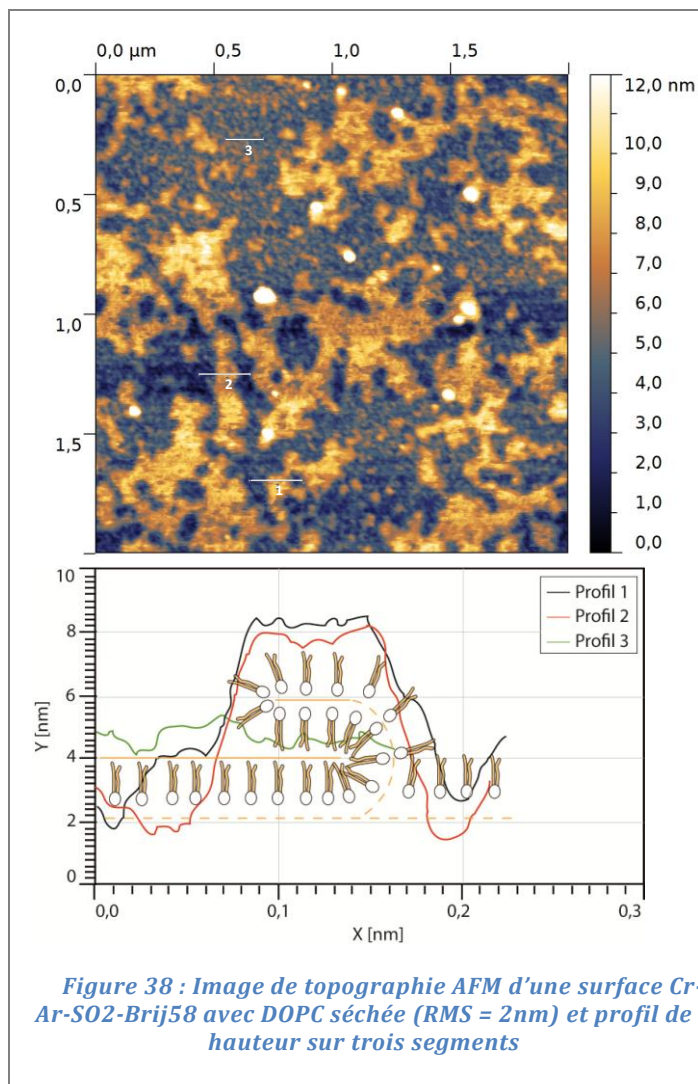 0,0 µm 0,5 1,0 1,5
0,0
0,5
1,0
1,5
3
2
1
12,0 nm
10,0
9,0
8,0
7,0
6,0
5,0
4,0
3,0
2,0
1,0
0,0
10
8
6
4
2
0
Y [nm]
Profil 1
Profil 2
Profil 3
0,0 0,1 0,2 0,3
X [nm]
Figure 38 : Image de topographie AFM d'une surface Cr-
Ar-SO2-Brij58 avec DOPC séchée (RMS = 2nm) et profil de
hauteur sur trois segments